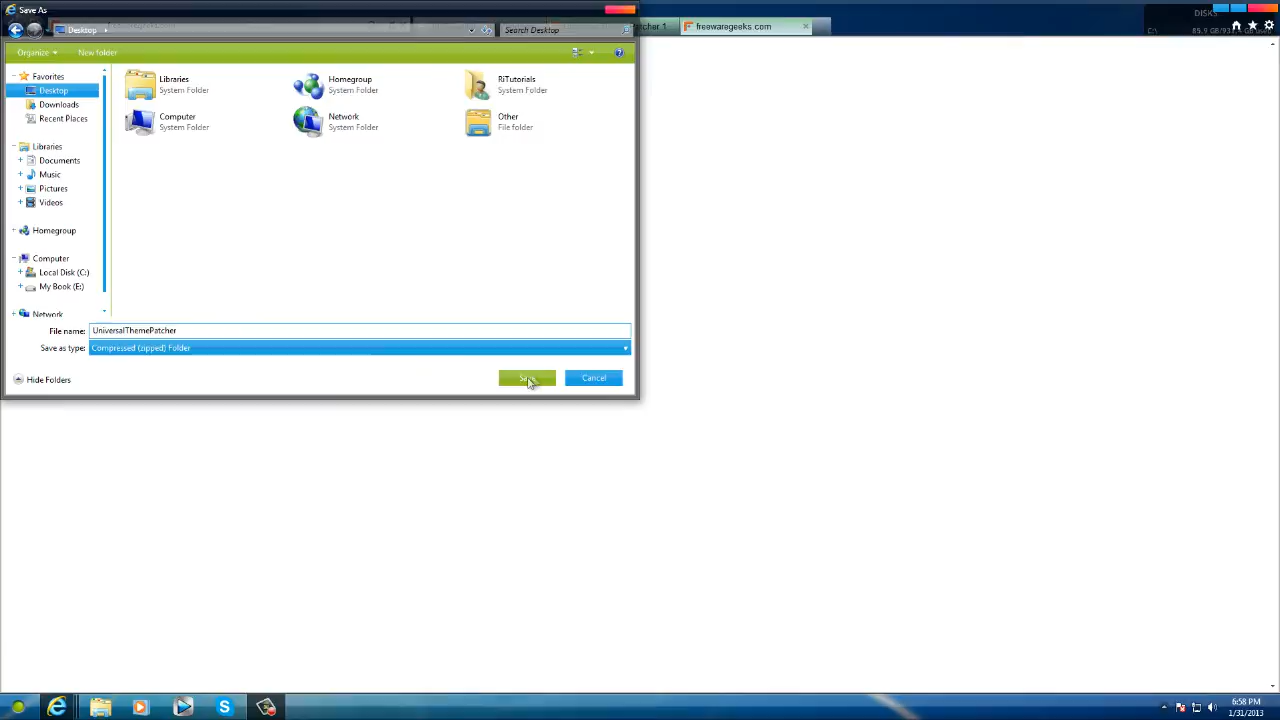 Save As
DISKS
Desktop
Search Desktop
rcher 1
freewaregeeks.com
C:\
Organize
New folder
Favorites
Desktop
Downloads
Recent Places
Libraries
Documents
Music
Pictures
Videos
Homegroup
Computer
Local Disk (C:)
My Book (E:)
Network
Libraries
System Folder
Homegroup
System Folder
RiTutorials
System Folder
Computer
System Folder
Network
System Folder
Other
File folder
File name:
UniversalThemePatcher
Save as type:
Compressed (zipped) Folder
Hide Folders
Cancel
6:58 PM
1/31/2013